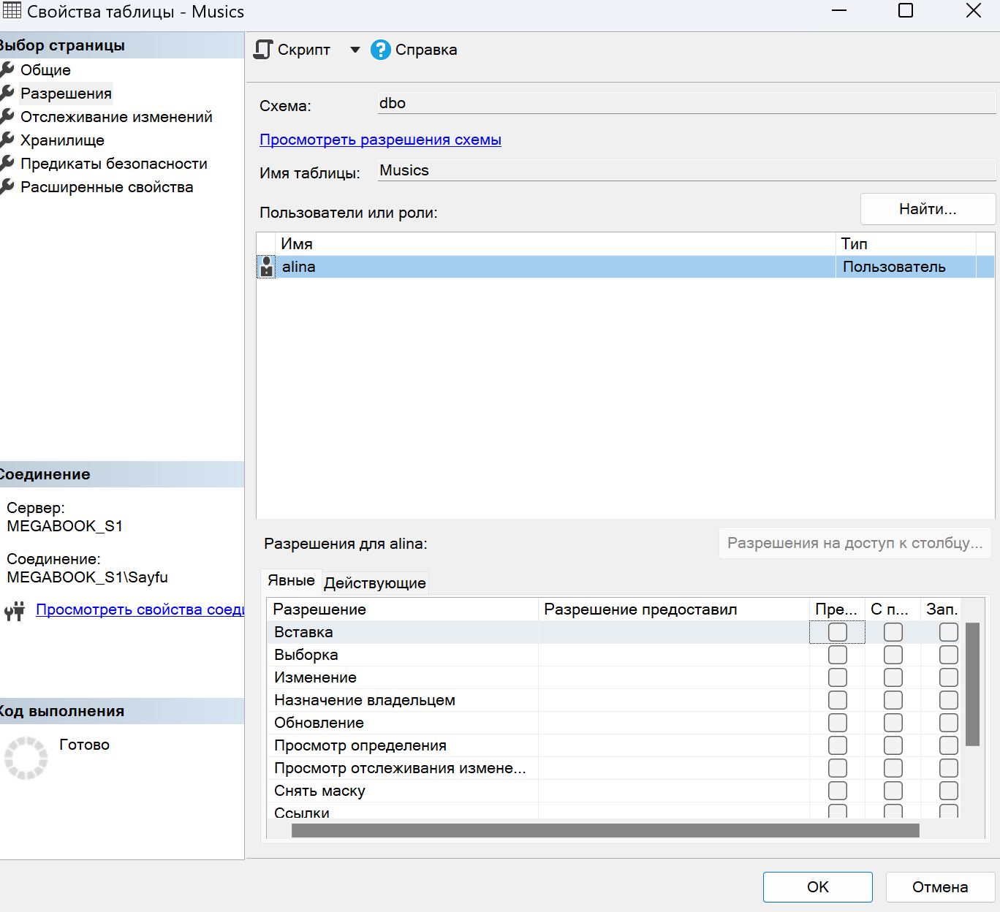 Свойства таблицы - Musics
Выбор страницы
Общие
Разрешения
Отслеживание изменений
Хранилище
Предикаты безопасности
Расширенные свойства
Соединение
Сервер:
MEGABOOK_S1
Соединение:
MEGABOOK_S1\Sayfu
Просмотреть свойства соеди
Код выполнения
Готово
Скрипт
Справка
Схема: dbo
Просмотреть разрешения схемы
Имя таблицы: Musics
Пользователи или роли: Найти...
Имя Тип
alina Пользователь
Разрешения для alina: Разрешения на доступ к столбцу...
Явные Действующие
Разрешение Разрешение предоставил Пре... С п... Зап.
Вставка
Выборка
Изменение
Назначение владельцем
Обновление
Просмотр определения
Просмотр отслеживания измене...
Снять маску
Ссылки
OK Отмена